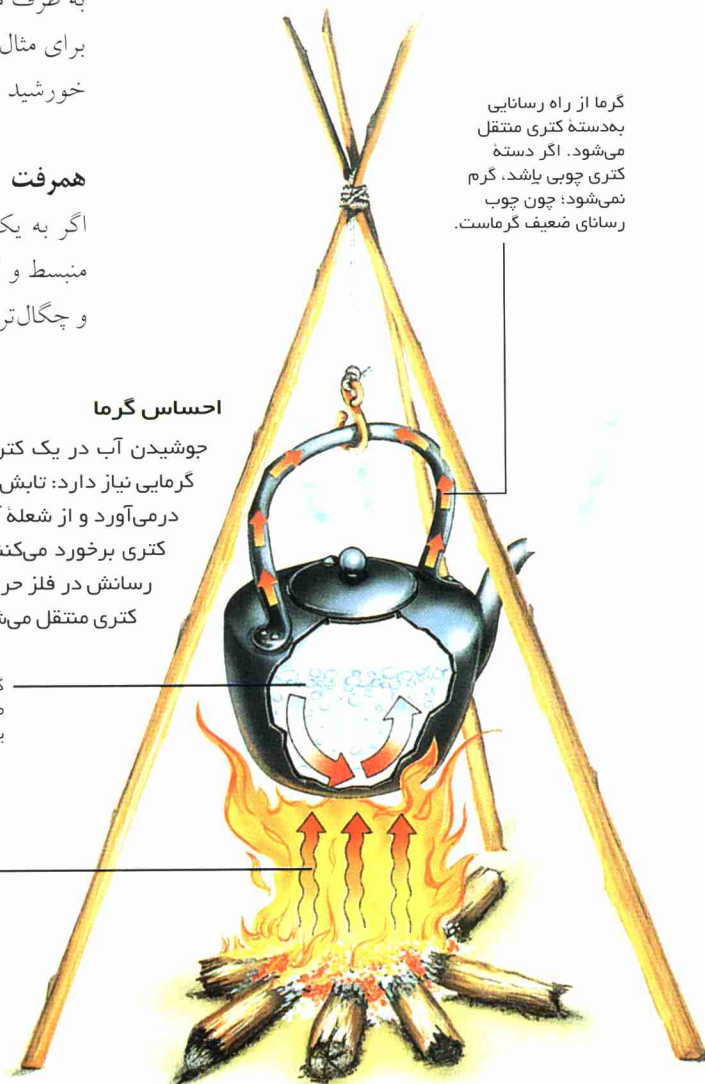 به طرف
برای مثال
خورشید
همرفت
اگر به یک
منبسط و
و چگال‌تر
گرما از راه رسانایی
به‌دستهٔ کتری منتقل
می‌شود. اگر دستهٔ
کتری چوبی باشد، گرم
نمی‌شود؛ چون چوب
رسانای ضعیف گرماست.
احساس گرما
جوشیدن آب در یک
گرمایی نیاز دارد: تابش
درمی‌آورد و از شعلهٔ
کتری برخورد می‌کند
رسانش در فلز
کتری منتقل